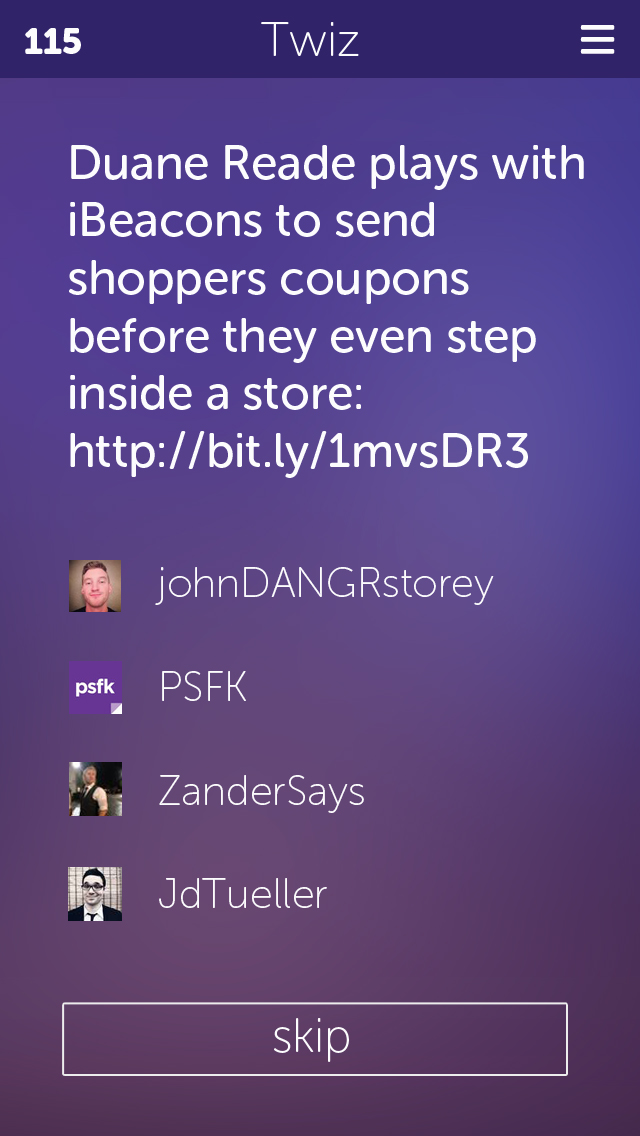 115
Twiz
Duane Reade plays with
iBeacons to send
shoppers coupons
before they even step
inside a store:
http://bit.ly/1mvsDR3
johnDANGRstorey
psfk
PSFK
ZanderSays
JdTueller
skip